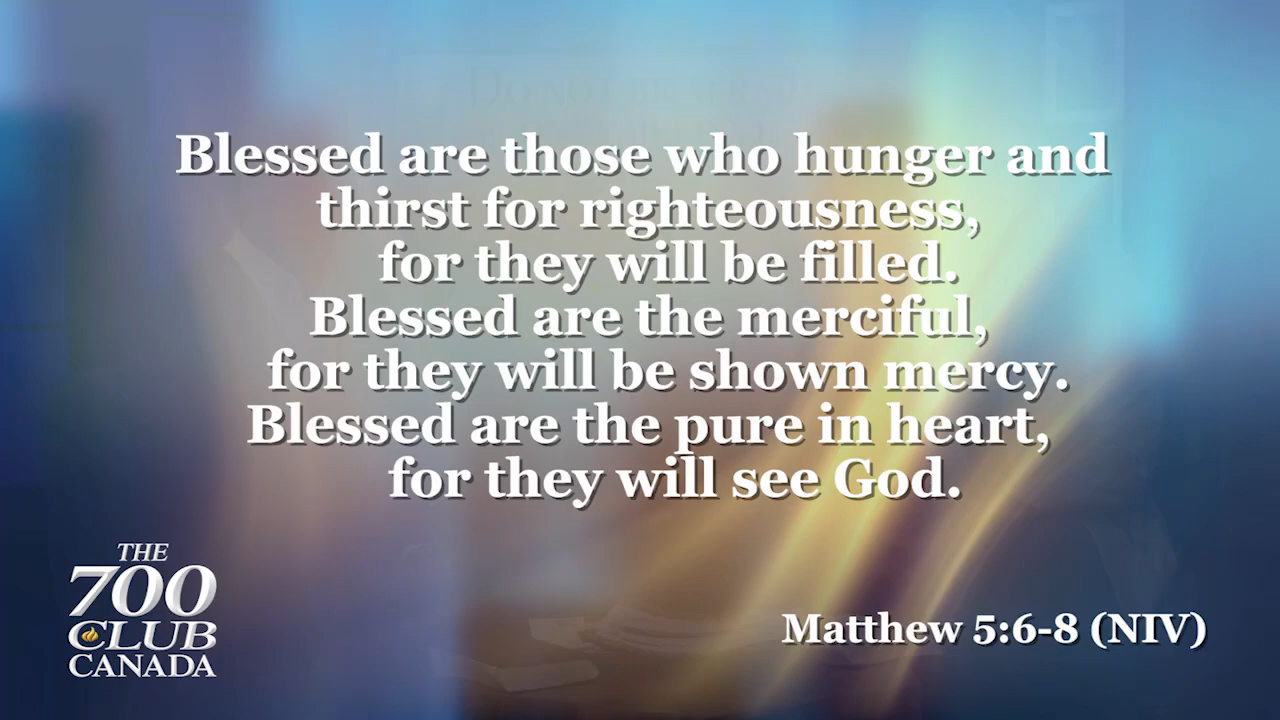 Blessed are those who hunger and
thirst for righteousness,
for they will be filled.
Blessed are the merciful,
for they will be shown mercy.
Blessed are the pure in heart,
for they will see God.
THE
700
CLUB
CANADA
Matthew 5:6-8 (NIV)